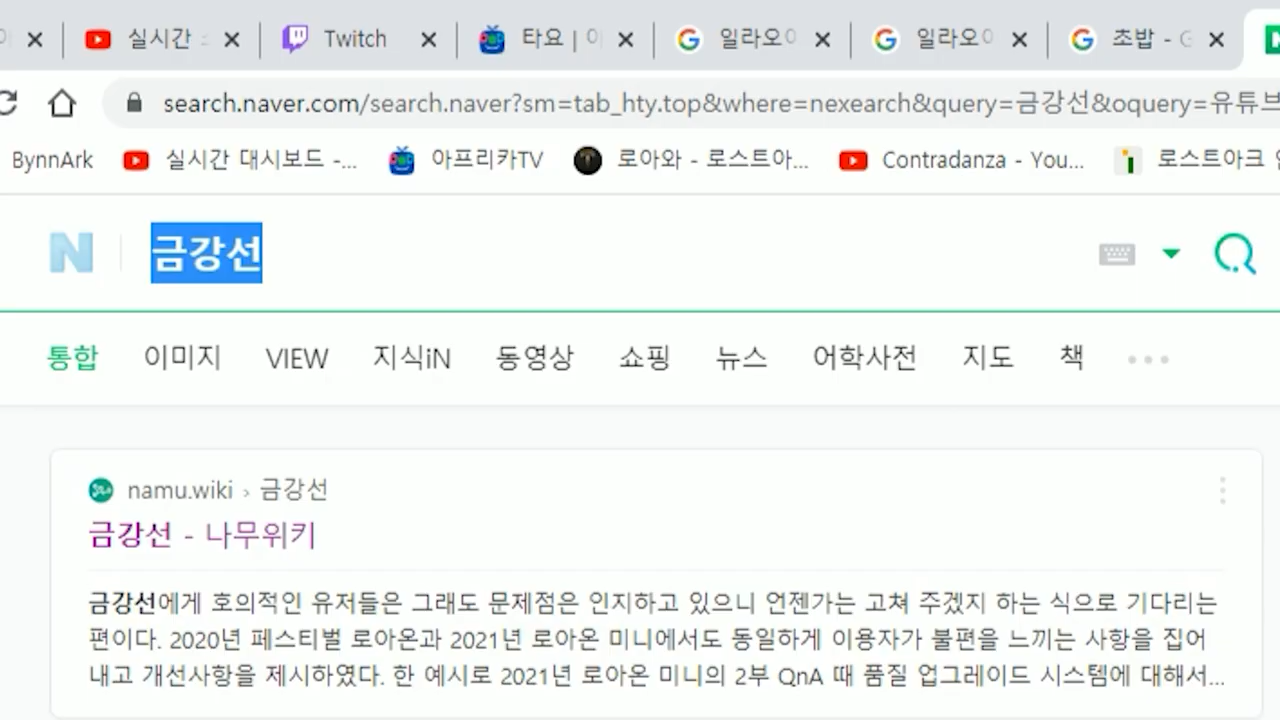 실시간
Twitch
타요 |
일라오이
일라오이
초밥 - G
search.naver.com/search.naver?sm=tab_hty.top&where=nexearch&query=금강선&oquery=유튜브
BynnArk
실시간 대시보드 -...
아프리카TV
로아와 - 로스트아...
Contradanza - You...
로스트아크
N
금강선
통합 이미지 VIEW 지식iN 동영상 쇼핑 뉴스 어학사전 지도 책
namu.wiki › 금강선
금강선 - 나무위키
금강선에게 호의적인 유저들은 그래도 문제점은 인지하고 있으니 언젠가는 고쳐 주겠지 하는 식으로 기다리는
편이다. 2020년 페스티벌 로아온과 2021년 로아온 미니에서도 동일하게 이용자가 불편을 느끼는 사항을 집어
내고 개선사항을 제시하였다. 한 예시로 2021년 로아온 미니의 2부 QnA 때 품질 업그레이드 시스템에 대해서...